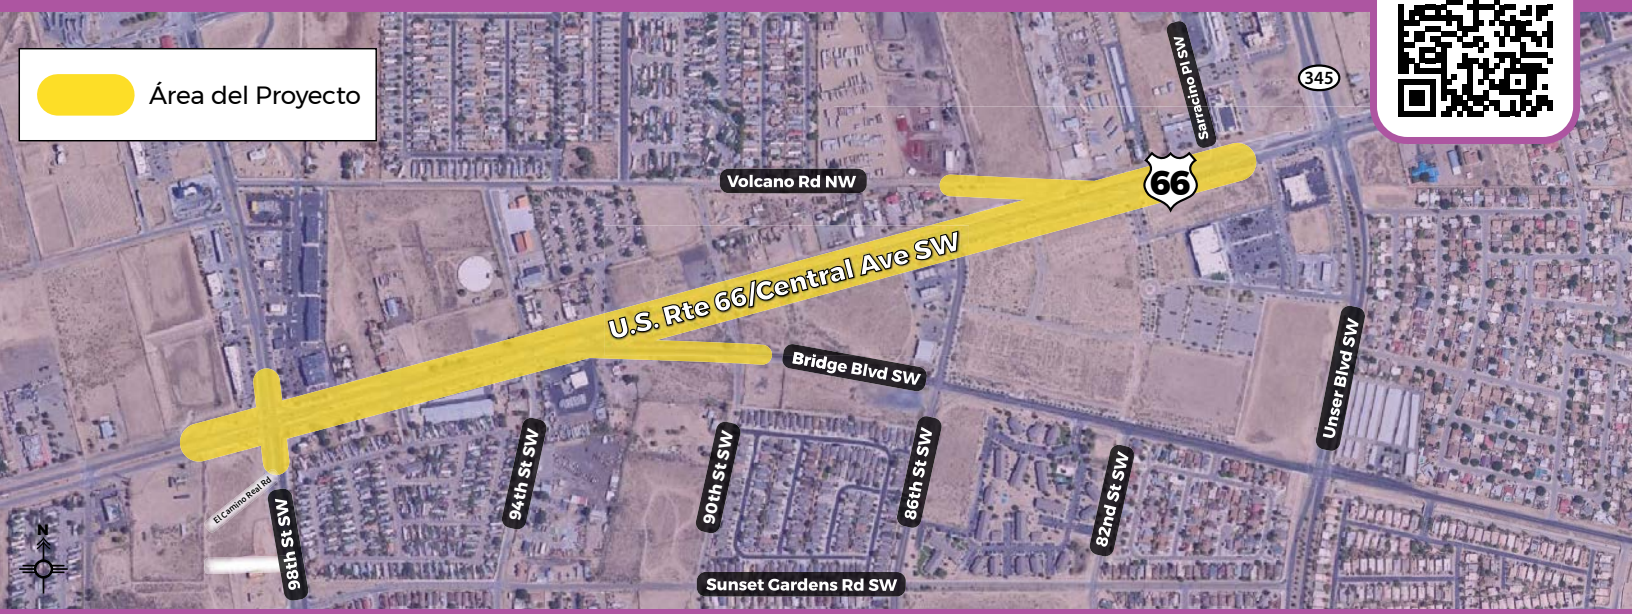 Área del Proyecto
Sarracino Pl SW
345
Volcano Rd NW
66
U.S. Rte 66/Central Ave SW
Bridge Blvd SW
Unser Blvd SW
94th St SW
90th St SW
86th St SW
82nd St SW
El Camino Real Rd
98th St SW
N
Sunset Gardens Rd SW